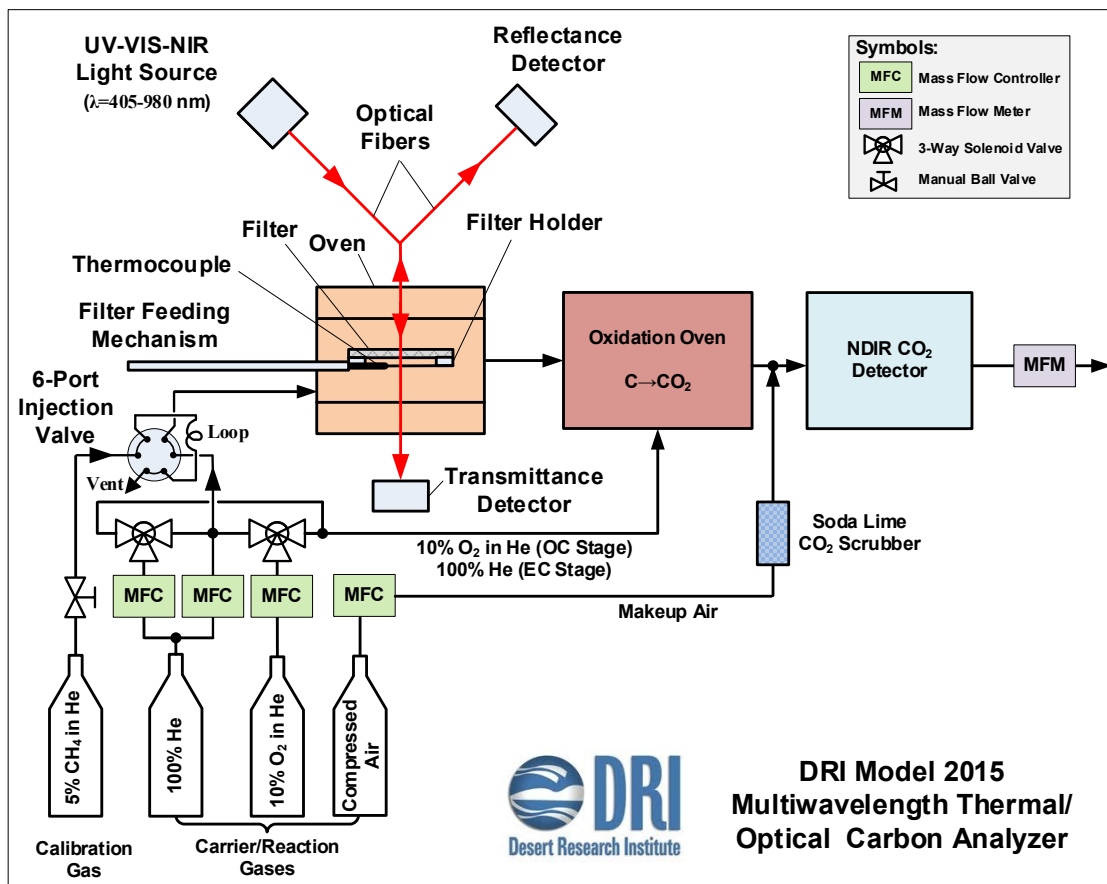 UV-VIS-NIR
Light Source
(λ=405-980 nm)
Reflectance
Detector
Optical
Fibers
Symbols:
MFC Mass Flow Controller
MFM Mass Flow Meter
3-Way Solenoid Valve
Manual Ball Valve
Filter
Oven
Filter Holder
Thermocouple
Filter Feeding
Mechanism
6-Port
Injection
Valve
Loop
Vent
Oxidation Oven
C→CO₂
NDIR CO₂
Detector
MFM
Transmittance
Detector
Soda Lime
CO₂ Scrubber
10% O₂ in He (OC Stage)
100% He (EC Stage)
MFC
MFC
MFC
MFC
Makeup Air
5% CH₄ in He
100% He
10% O₂ in He
Compressed
Air
Calibration
Gas
Carrier/Reaction
Gases
DRI
Desert Research Institute
DRI Model 2015
Multiwavelength Thermal/
Optical Carbon Analyzer